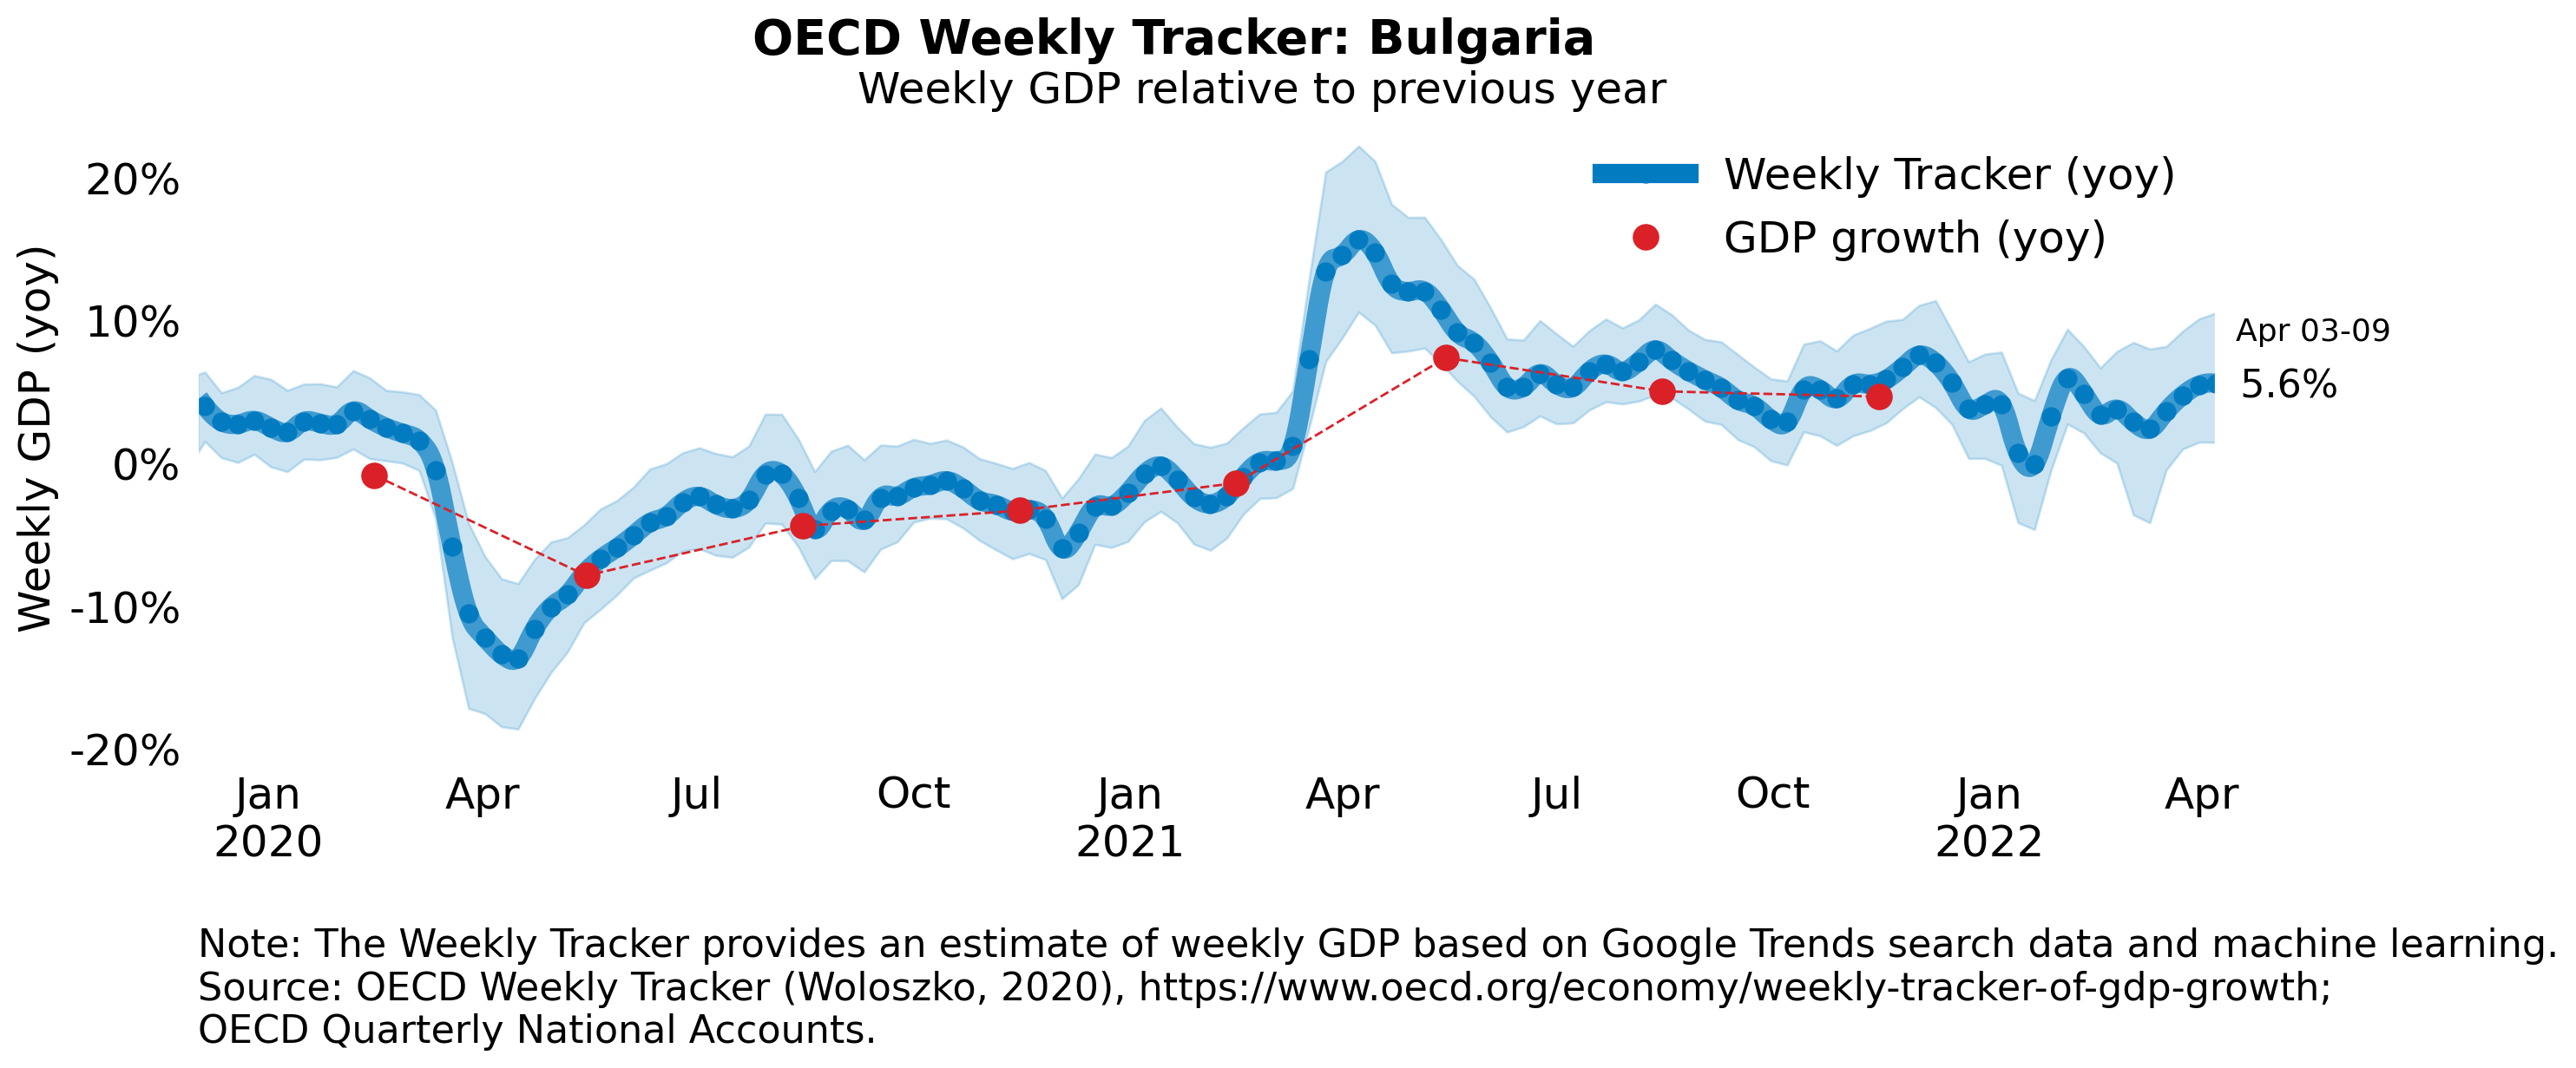 OECD Weekly Tracker: Bulgaria
Weekly GDP relative to previous year
Weekly GDP (yoy)
20%
10%
0%
-10%
-20%
Weekly Tracker (yoy)
GDP growth (yoy)
Apr 03-09
5.6%
Jan Apr Jul Oct Jan Apr Jul Oct Jan Apr
2020 2021 2022
Note: The Weekly Tracker provides an estimate of weekly GDP based on Google Trends search data and machine learning.
Source: OECD Weekly Tracker (Woloszko, 2020), https://www.oecd.org/economy/weekly-tracker-of-gdp-growth;
OECD Quarterly National Accounts.